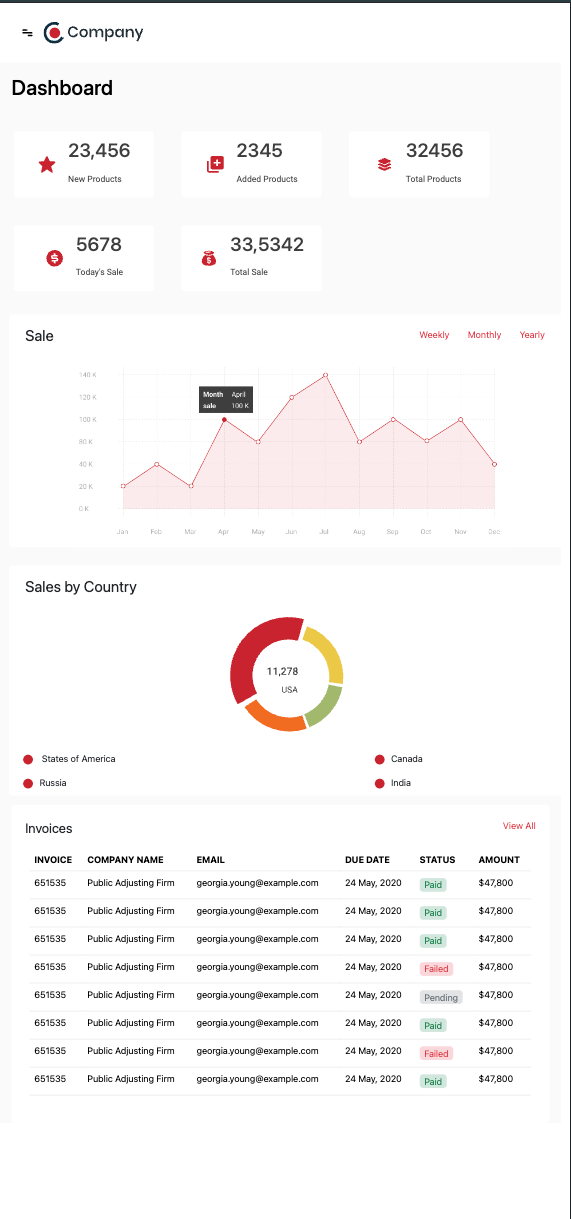 Company
Dashboard
23,456
New Products
2345
Added Products
32456
Total Products
5678
Today's Sale
33,5342
Total Sale
Sale
Weekly Monthly Yearly
140 K
120 K
100 K
80 K
40 K
20 K
0 K
Month April
sale 100 K
Jan Feb Mar Apr May Jun Jul Aug Sep Oct Nov Dec
Sales by Country
11,278
USA
States of America
Canada
Russia
India
Invoices
View All
INVOICE COMPANY NAME EMAIL DUE DATE STATUS AMOUNT
651535 Public Adjusting Firm georgia.young@example.com 24 May, 2020 Paid $47,800
651535 Public Adjusting Firm georgia.young@example.com 24 May, 2020 Paid $47,800
651535 Public Adjusting Firm georgia.young@example.com 24 May, 2020 Paid $47,800
651535 Public Adjusting Firm georgia.young@example.com 24 May, 2020 Failed $47,800
651535 Public Adjusting Firm georgia.young@example.com 24 May, 2020 Pending $47,800
651535 Public Adjusting Firm georgia.young@example.com 24 May, 2020 Paid $47,800
651535 Public Adjusting Firm georgia.young@example.com 24 May, 2020 Failed $47,800
651535 Public Adjusting Firm georgia.young@example.com 24 May, 2020 Paid $47,800